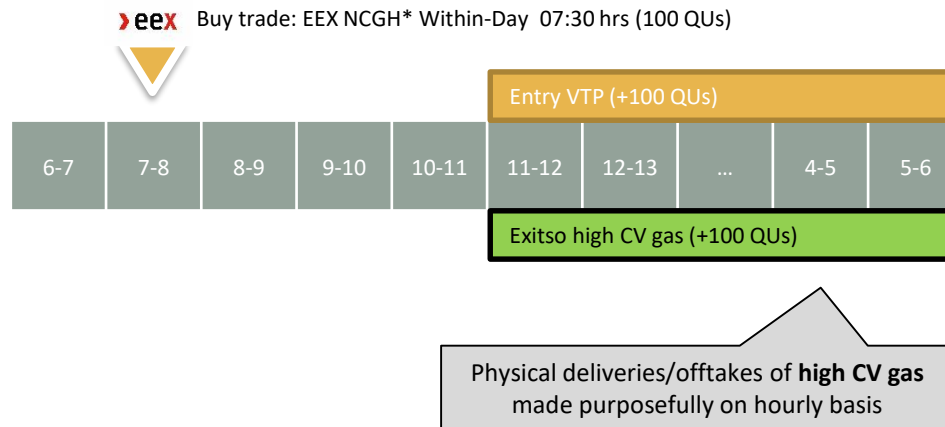 eex Buy trade: EEX NCGH* Within-Day 07:30 hrs (100 QUs)
Entry VTP (+100 QUs)
6-7 7-8 8-9 9-10 10-11 11-12 12-13 ... 4-5 5-6
Exitso high CV gas (+100 QUs)
Physical deliveries/offtakes of high CV gas
made purposefully on hourly basis